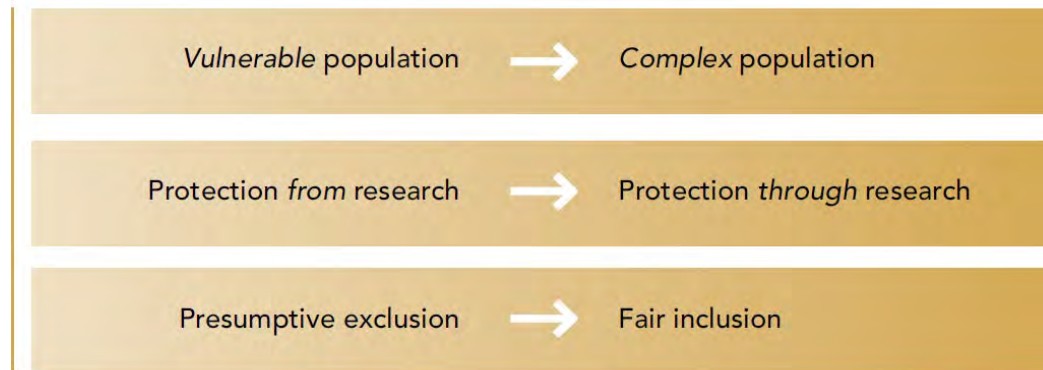 Vulnerable population → Complex population
Protection from research → Protection through research
Presumptive exclusion → Fair inclusion